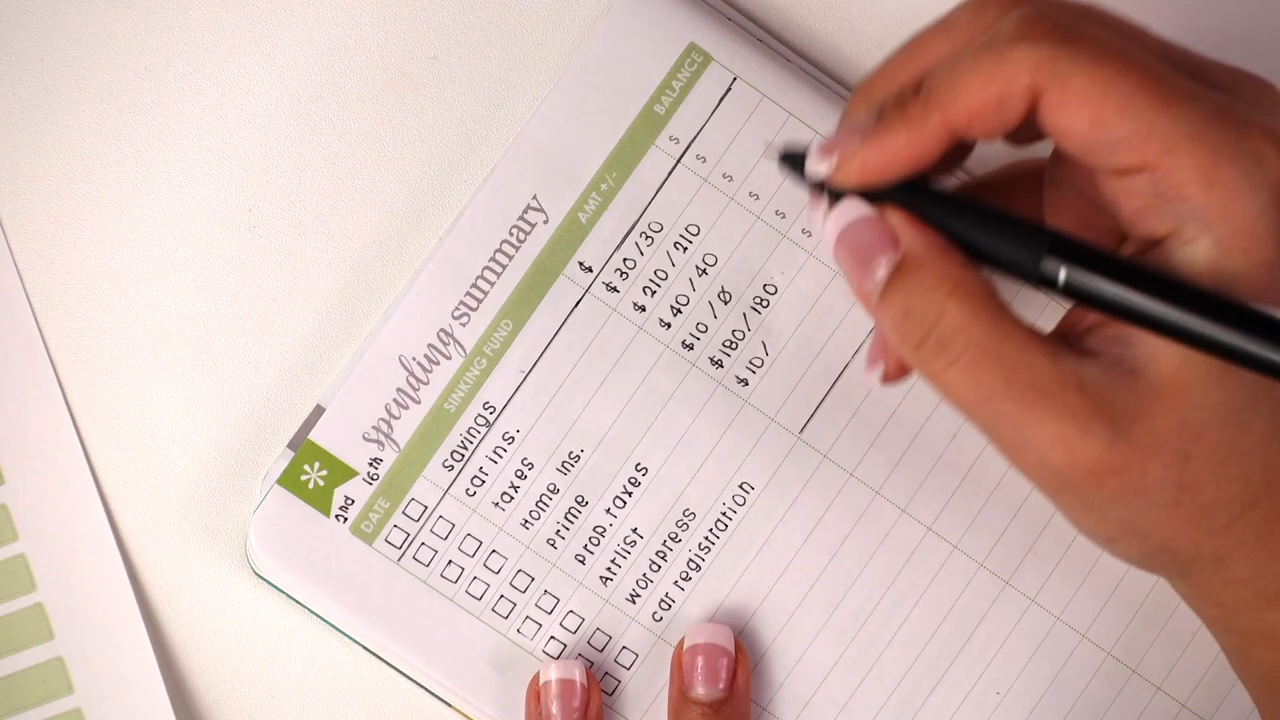 spending summary
2nd 16th
DATE SINKING FUND AMT +/- BALANCE
savings $ $
car ins. $30/30 $
taxes $210/210 $
Home Ins. $40/40 $
prime $10/Ø $
prop. taxes $180/180 $
Artlist $10/
wordpress
car registration